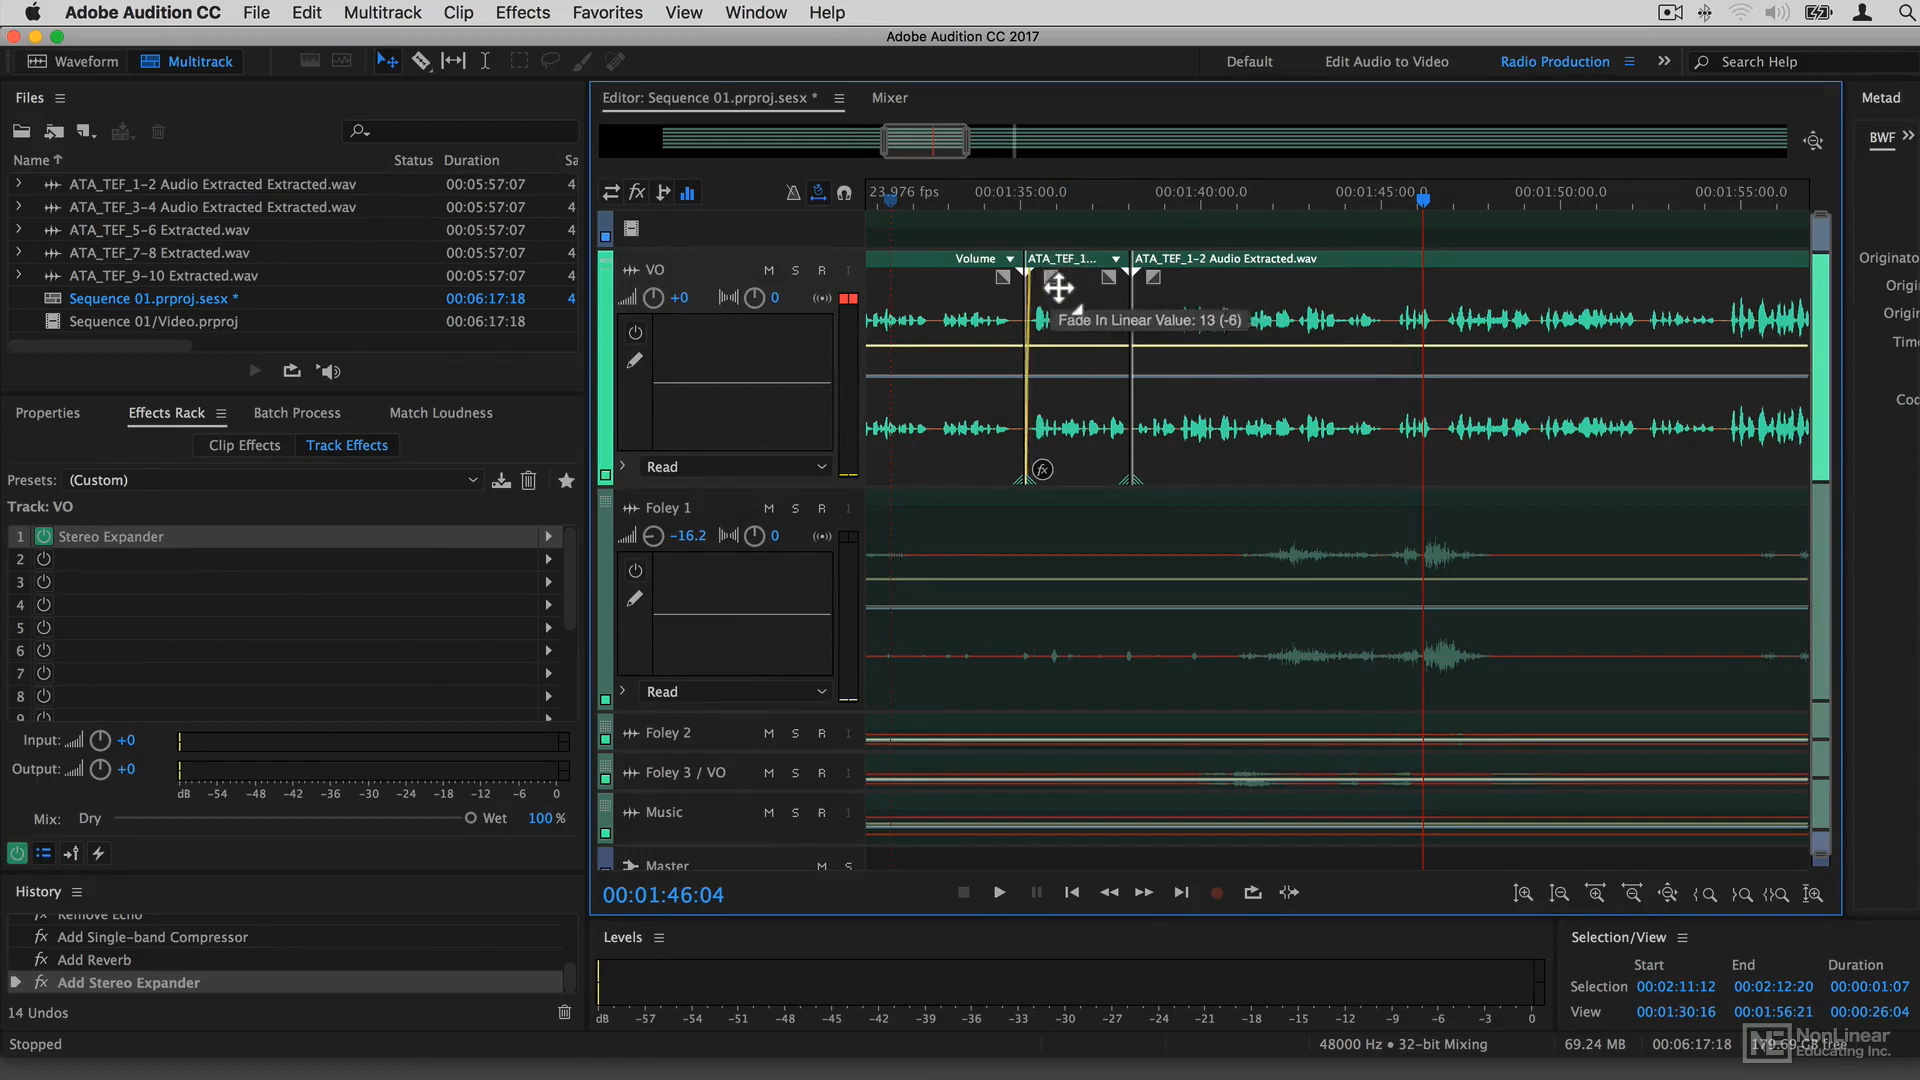 Adobe Audition CC File Edit Multitrack Clip Effects Favorites View Window Help
Adobe Audition CC 2017
Waveform Multitrack Default Edit Audio to Video Radio Production Search Help
Files
Name Status Duration Sa
ATA_TEF_1-2 Audio Extracted Extracted.wav 00:05:57:07 4
ATA_TEF_3-4 Audio Extracted Extracted.wav 00:05:57:07 4
ATA_TEF_5-6 Extracted.wav 00:05:57:07 4
ATA_TEF_7-8 Extracted.wav 00:05:57:07 4
ATA_TEF_9-10 Extracted.wav 00:05:57:07 4
Sequence 01.prproj.sesx * 00:06:17:18 4
Sequence 01/Video.prproj 00:06:17:18
Properties Effects Rack Batch Process Match Loudness
Clip Effects Track Effects
Presets: (Custom)
Track: VO
1 Stereo Expander
2
3
4
5
6
7
8
9
Input: +0
Output: +0
dB -54 -48 -42 -36 -30 -24 -18 -12 -6 0
Mix: Dry Wet 100 %
History
Remove Echo
fx Add Single-band Compressor
fx Add Reverb
fx Add Stereo Expander
14 Undos
Stopped
Editor: Sequence 01.prproj.sesx * Mixer
fx 23.976 fps 00:01:35:00.0 00:01:40:00.0 00:01:45:00.0 00:01:50:00.0 00:01:55:00.0
Volume ATA_TEF_1... ATA_TEF_1-2 Audio Extracted.wav
VO M S R I
+0 0
Fade In Linear Value: 13 (-6)
Read
fx
Foley 1 M S R I
-16.2 0
Read
Foley 2 M S R I
Foley 3 / VO M S R I
Music M S R I
Master M S
00:01:46:04
Levels
dB -57 -54 -51 -48 -45 -42 -39 -36 -33 -30 -27 -24 -21 -18 -15 -12 -9 -6 -3 0
Metad
BWF
Originato
Origin
Origi
Time
Coc
Selection/View
Start End Duration
Selection 00:02:11:12 00:02:12:20 00:00:01:07
View 00:01:30:16 00:01:56:21 00:00:26:04
48000 Hz ● 32-bit Mixing 69.24 MB 00:06:17:18 179.69 GB free
NonLinear
Educating Inc.